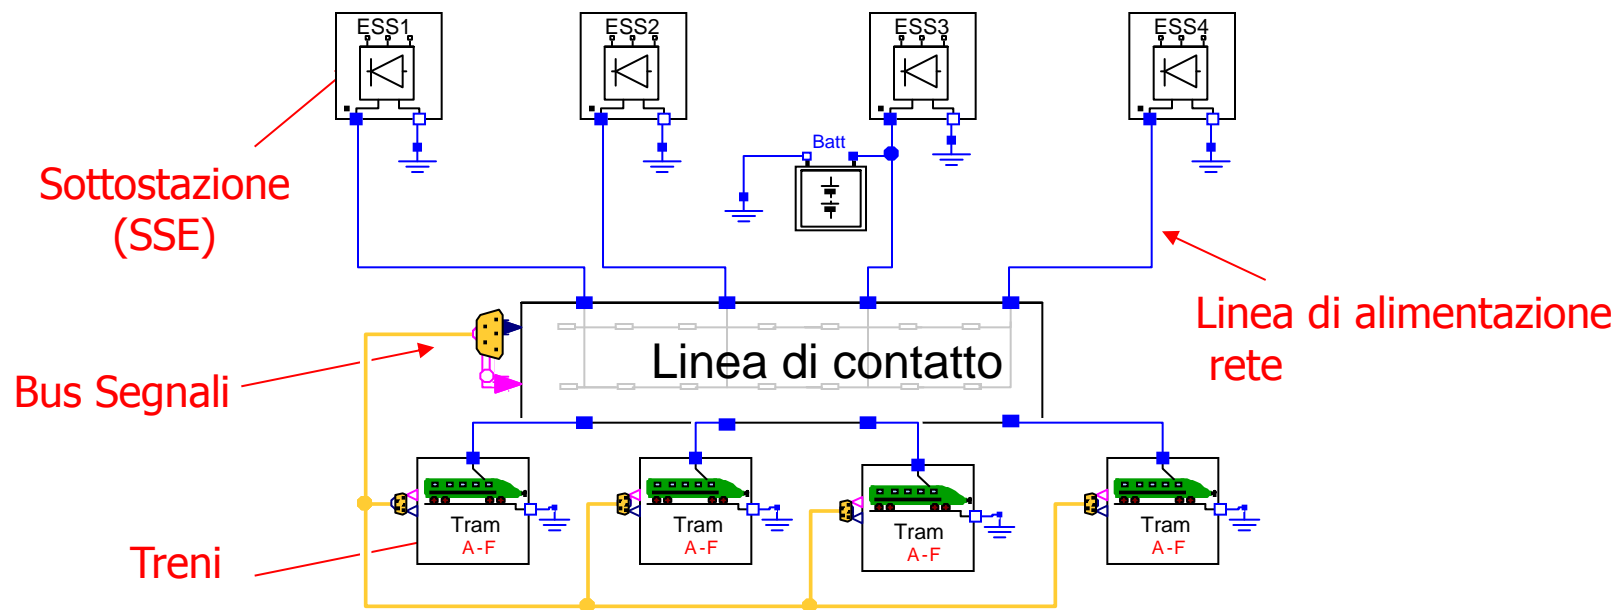 ESS1
ESS2
ESS3
ESS4
Batt
Sottostazione
(SSE)
Linea di alimentazione
rete
Linea di contatto
Bus Segnali
Tram
A-F
Tram
A-F
Tram
A-F
Tram
A-F
Treni